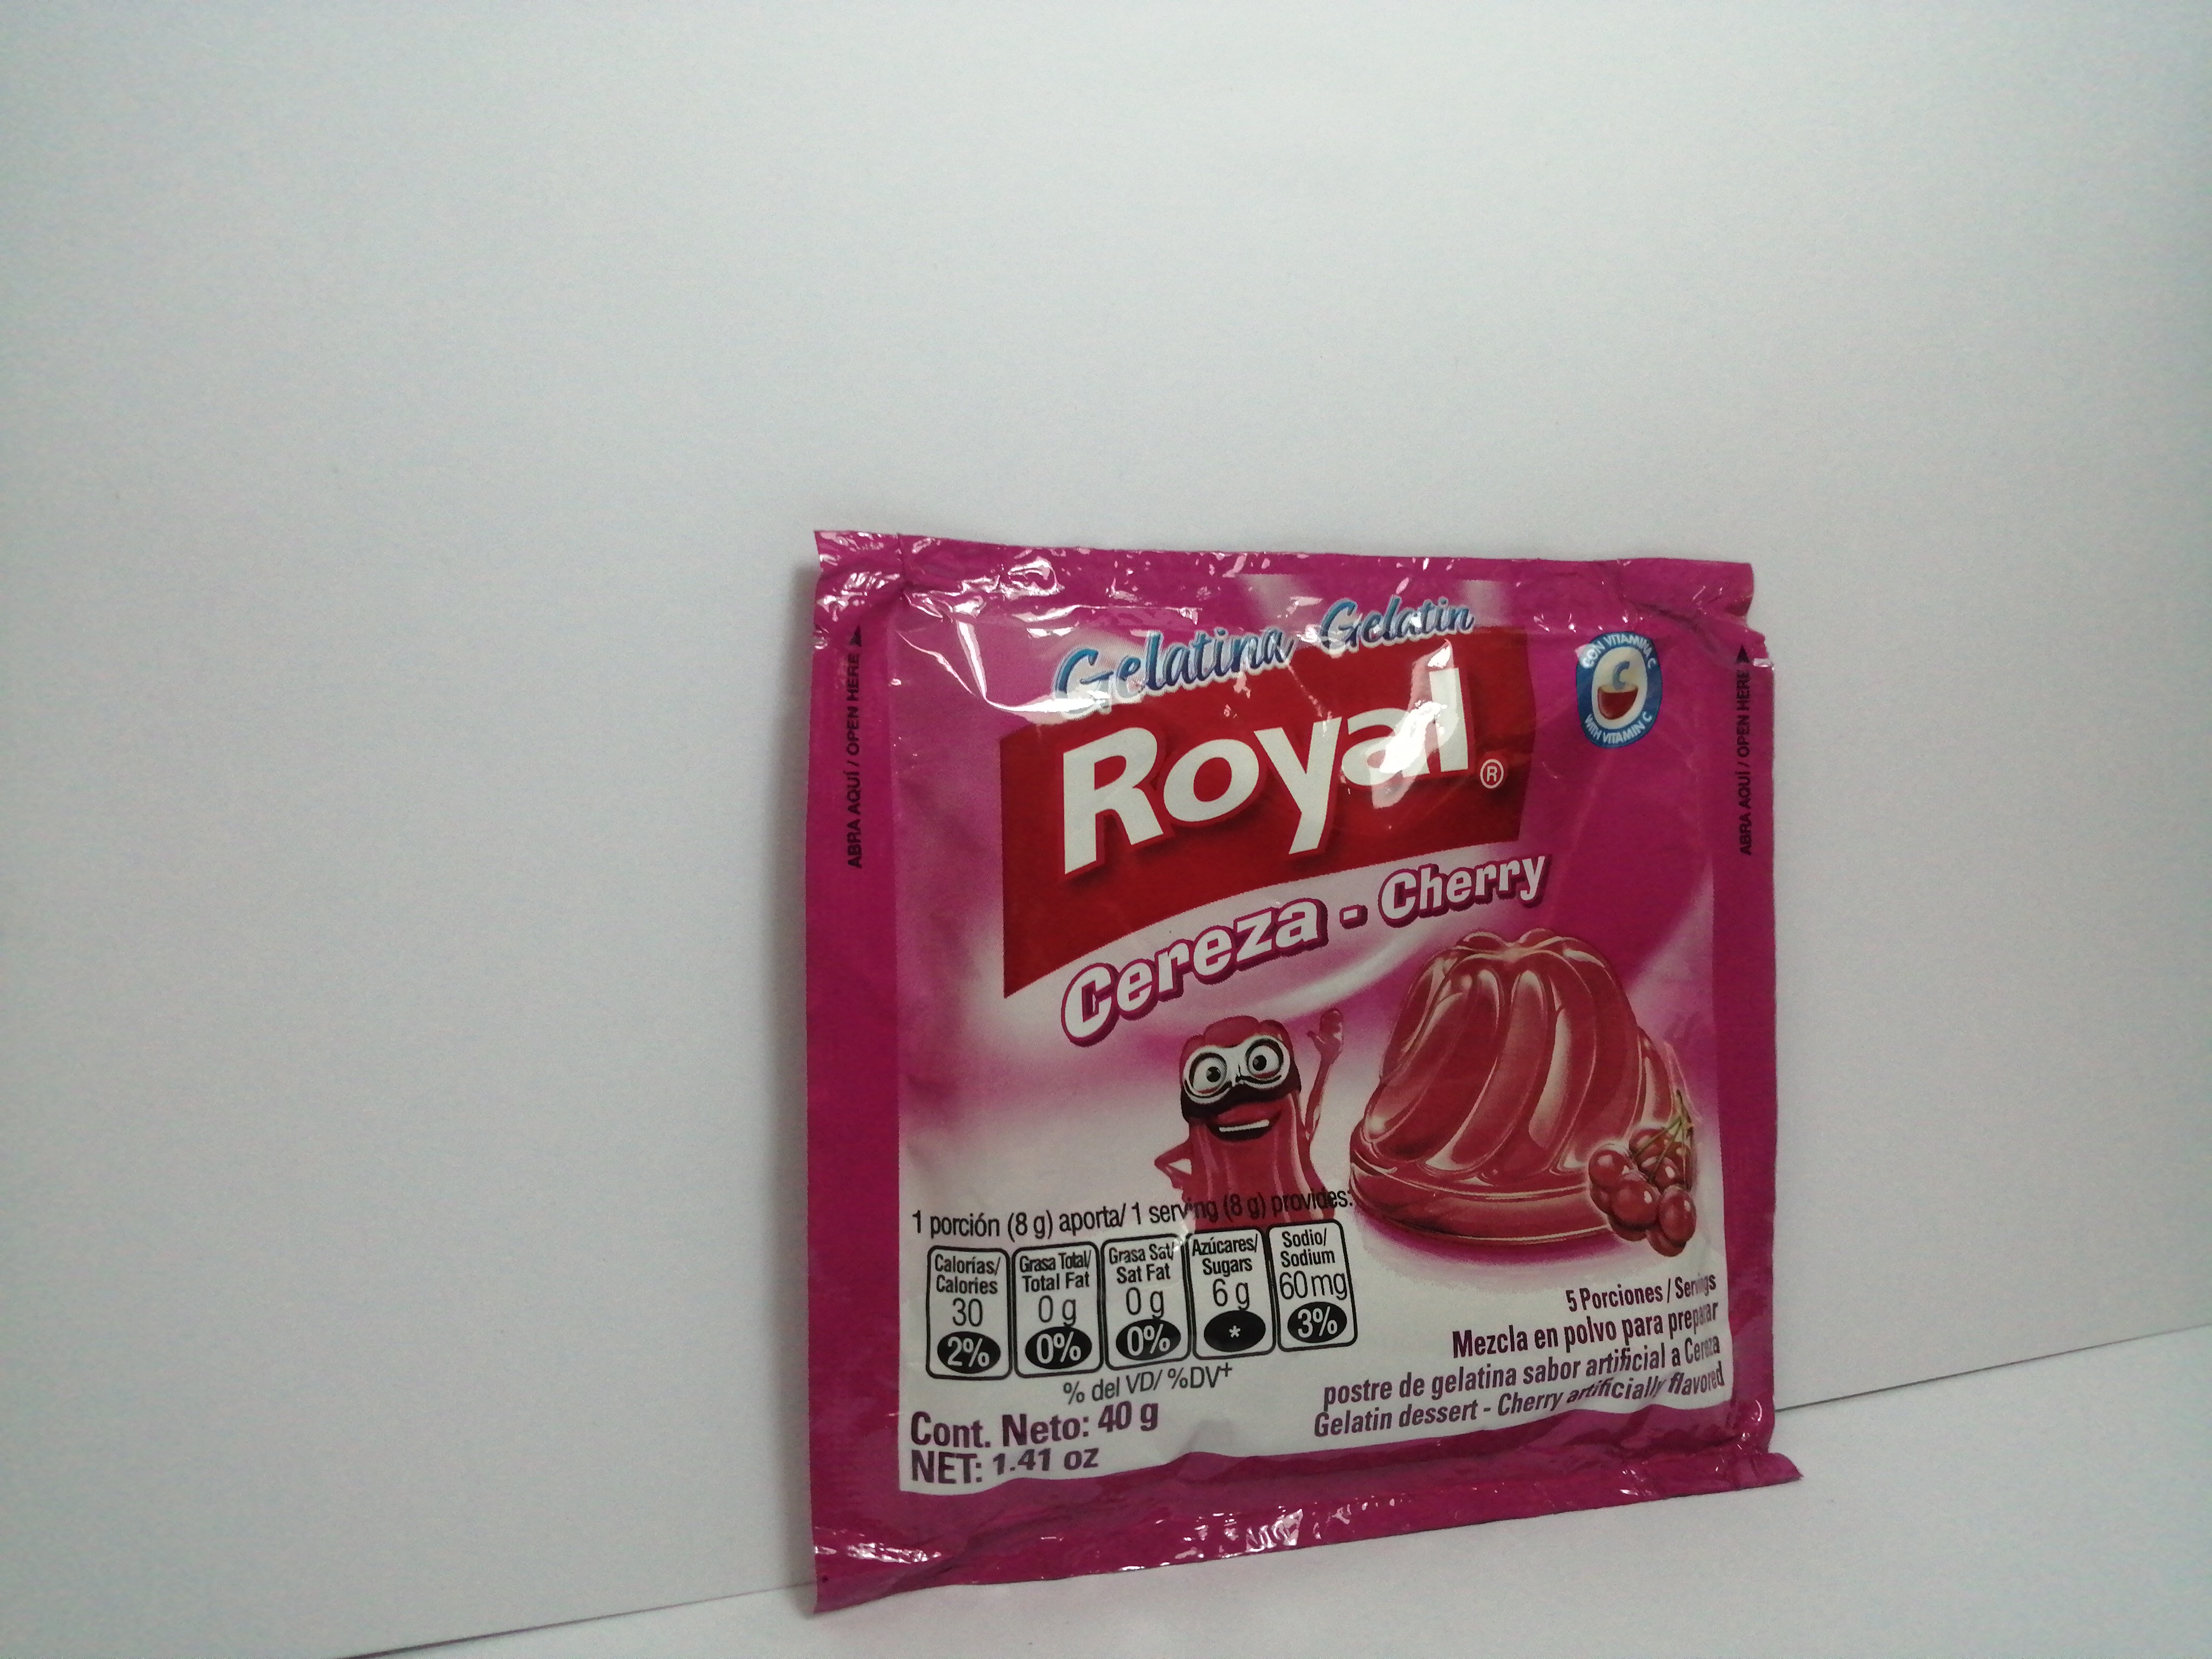 Gelatina Gelatin
Royal®
Cereza - Cherry
CON VITAMINA C
C
WITH VITAMIN C
ABRA AQUÍ / OPEN HERE
ABRA AQUÍ / OPEN HERE
1 porción (8 g) aporta/ 1 serving (8 g) provides:
Calorías/ Calories 30 2%
Grasa Total/ Total Fat 0 g 0%
Grasa Sat/ Sat Fat 0 g 0%
Azúcares/ Sugars 6 g *
Sodio/ Sodium 60 mg 3%
% del VD/ %DV+
Cont. Neto: 40 g
NET: 1.41 oz
5 Porciones / Servings
Mezcla en polvo para preparar
postre de gelatina sabor artificial a Cereza
Gelatin dessert - Cherry artificially flavored